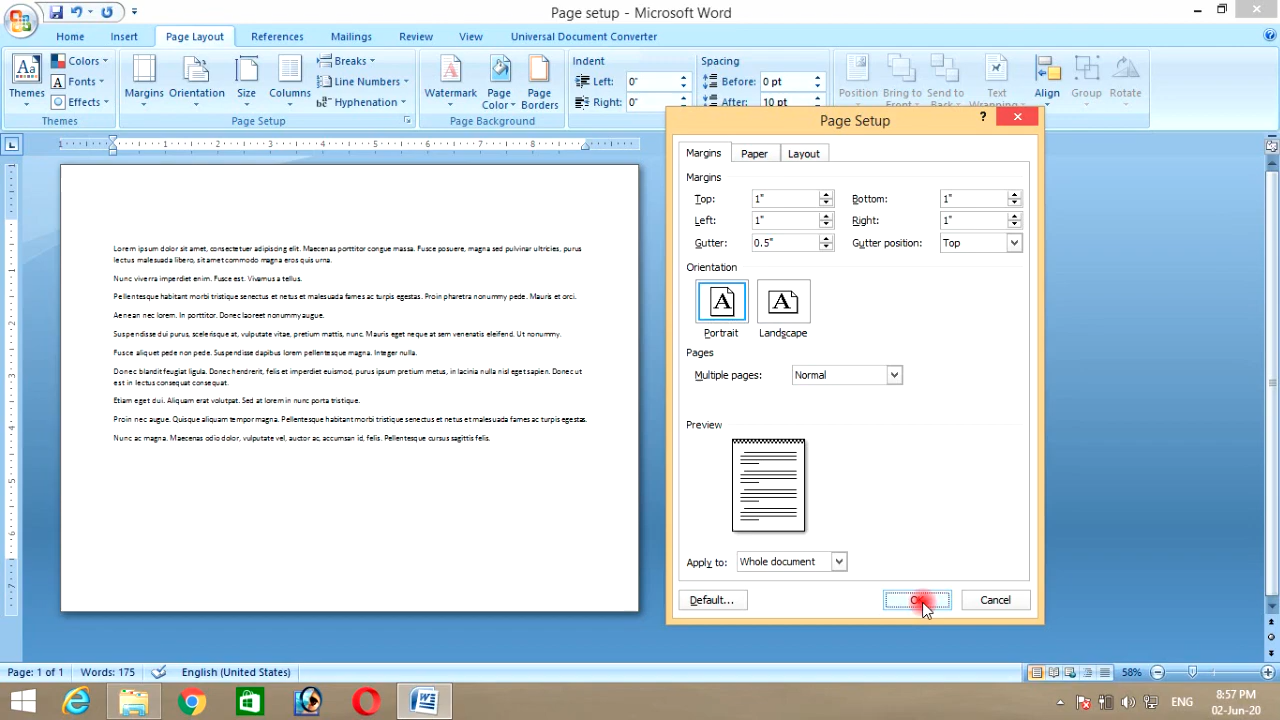 Page setup - Microsoft Word
Home Insert Page Layout References Mailings Review View Universal Document Converter
Themes
Colors
Fonts
Effects
Themes
Margins
Orientation
Size
Columns
Breaks
Line Numbers
Hyphenation
Page Setup
Watermark
Page Color
Page Borders
Page Background
Indent
Left: 0"
Right: 0"
Spacing
Before: 0 pt
After: 10 pt
Position
Bring to Front
Send to Back
Text Wrapping
Align
Group
Rotate
Lorem ipsum dolor sit amet, consectetuer adipiscing elit. Maecenas porttitor congue massa. Fusce posuere, magna sed pulvinar ultricies, purus
lectus malesuada libero, sit amet commodo magna eros quis urna.
Nunc viverra imperdiet enim. Fusce est. Vivamus a tellus.
Pellentesque habitant morbi tristique senectus et netus et malesuada fames ac turpis egestas. Proin pharetra nonummy pede. Mauris et orci.
Aenean nec lorem. In porttitor. Donec laoreet nonummy augue.
Suspendisse dui purus, scelerisque at, vulputate vitae, pretium mattis, nunc. Mauris eget neque at sem venenatis eleifend. Ut nonummy.
Fusce aliquet pede non pede. Suspendisse dapibus lorem pellentesque magna. Integer nulla.
Donec blandit feugiat ligula. Donec hendrerit, felis et imperdiet euismod, purus ipsum pretium metus, in lacinia nulla nisl eget sapien. Donec ut
est in lectus consequat consequat.
Etiam eget dui. Aliquam erat volutpat. Sed at lorem in nunc porta tristique.
Proin nec augue. Quisque aliquam tempor magna. Pellentesque habitant morbi tristique senectus et netus et malesuada fames ac turpis egestas.
Nunc ac magna. Maecenas odio dolor, vulputate vel, auctor ac, accumsan id, felis. Pellentesque cursus sagittis felis.
Page Setup
Margins Paper Layout
Margins
Top: 1" Bottom: 1"
Left: 1" Right: 1"
Gutter: 0.5" Gutter position: Top
Orientation
A A
Portrait Landscape
Pages
Multiple pages: Normal
Preview
Apply to: Whole document
Default... Cancel
Page: 1 of 1 Words: 175 English (United States) 58%
ENG
8:57 PM
02-Jun-20